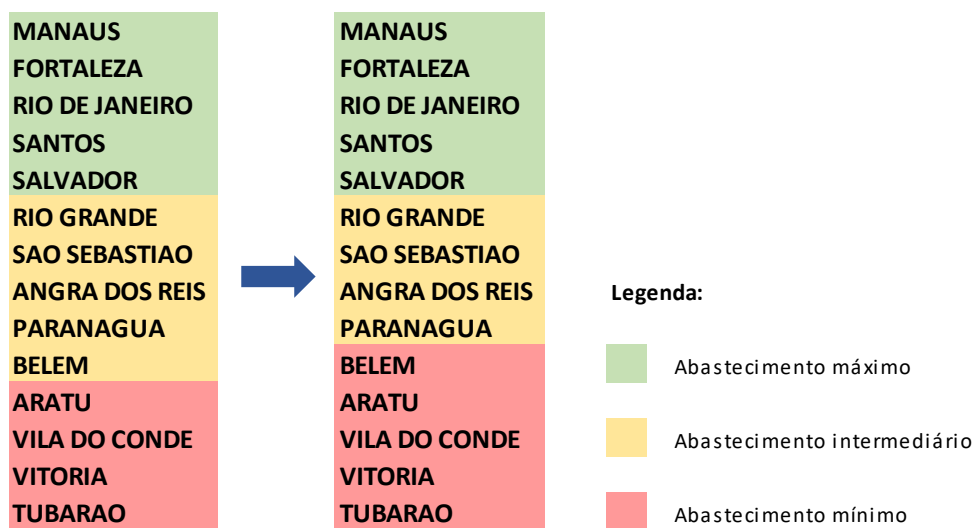 MANAUS
FORTALEZA
RIO DE JANEIRO
SANTOS
SALVADOR
RIO GRANDE
SAO SEBASTIAO
ANGRA DOS REIS
PARANAGUA
BELEM
ARATU
VILA DO CONDE
VITORIA
TUBARAO
MANAUS
FORTALEZA
RIO DE JANEIRO
SANTOS
SALVADOR
RIO GRANDE
SAO SEBASTIAO
ANGRA DOS REIS
PARANAGUA
BELEM
ARATU
VILA DO CONDE
VITORIA
TUBARAO
Legenda:
Abastecimento máximo
Abastecimento intermediário
Abastecimento mínimo